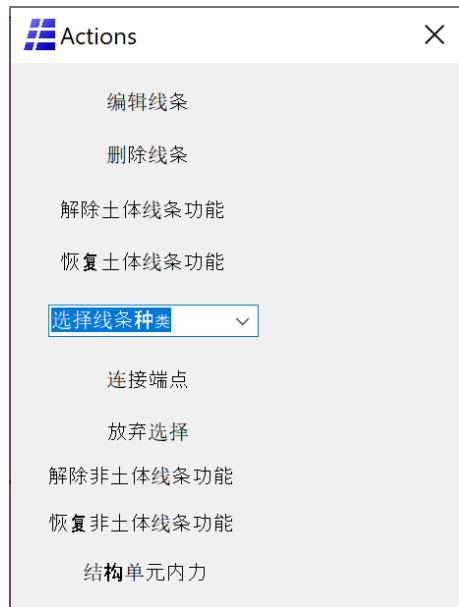 Actions
编辑线条
删除线条
解除土体线条功能
恢复土体线条功能
选择线条种类
连接端点
放弃选择
解除非土体线条功能
恢复非土体线条功能
结构单元内力